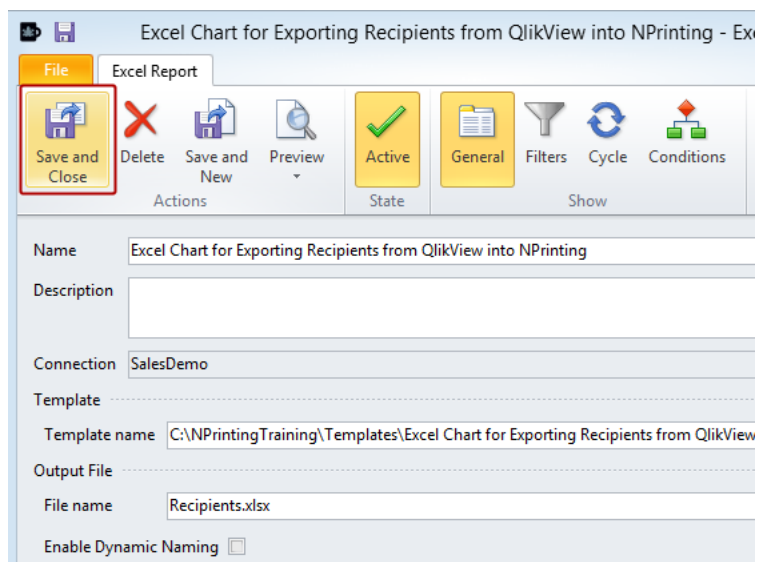 Excel Chart for Exporting Recipients from QlikView into NPrinting - Ex
File Excel Report
Save and Close Delete Save and New Preview Active General Filters Cycle Conditions
Actions State Show
Name Excel Chart for Exporting Recipients from QlikView into NPrinting
Description
Connection SalesDemo
Template
Template name C:\NPrintingTraining\Templates\Excel Chart for Exporting Recipients from QlikView
Output File
File name Recipients.xlsx
Enable Dynamic Naming